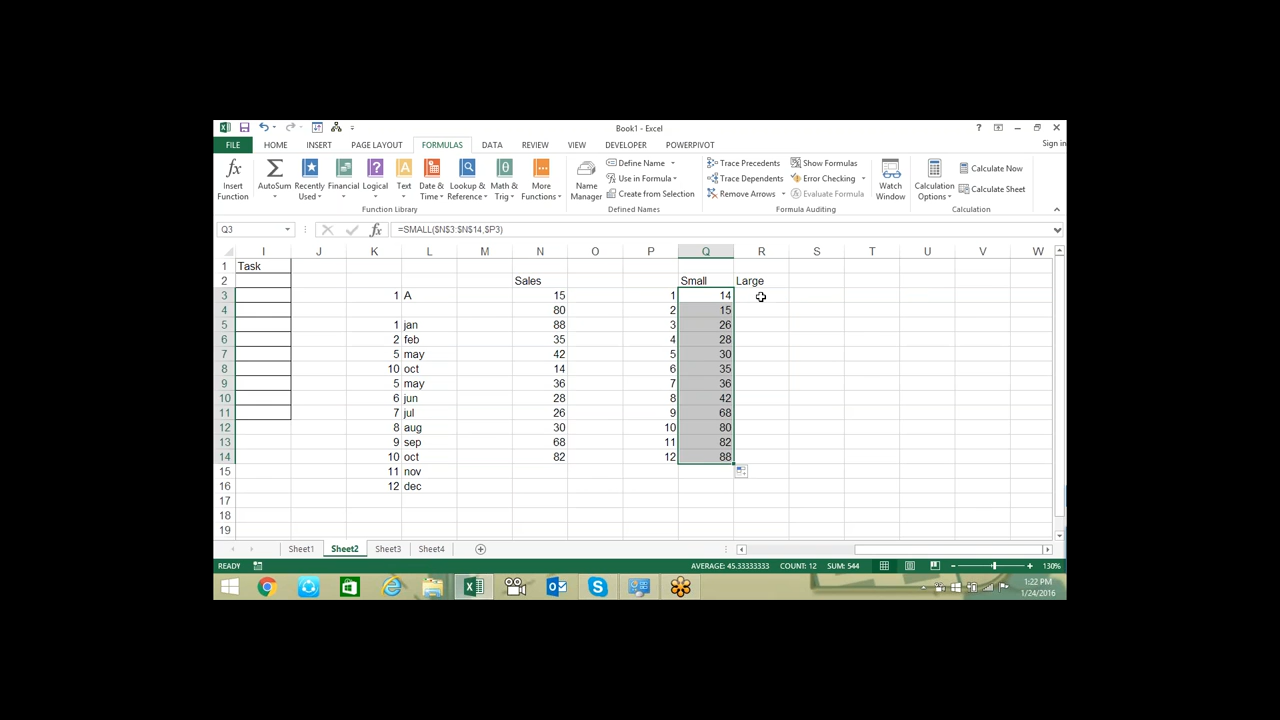 Book1 - Excel
Sign in
FILE HOME INSERT PAGE LAYOUT FORMULAS DATA REVIEW VIEW DEVELOPER POWERPIVOT
Insert Function
AutoSum
Recently Used
Financial
Logical
Text
Date & Time
Lookup & Reference
Math & Trig
More Functions
Function Library
Name Manager
Define Name
Use in Formula
Create from Selection
Defined Names
Trace Precedents
Trace Dependents
Remove Arrows
Show Formulas
Error Checking
Evaluate Formula
Formula Auditing
Watch Window
Calculation Options
Calculate Now
Calculate Sheet
Calculation
Q3 fx =SMALL($N$3:$N$14,$P3)
I J K L M N O P Q R S T U V W
1 Task
2 Sales Small Large
3 1 A 15 1 14
4 80 2 15
5 1 jan 88 3 26
6 2 feb 35 4 28
7 5 may 42 5 30
8 10 oct 14 6 35
9 5 may 36 7 36
10 6 jun 28 8 42
11 7 jul 26 9 68
12 8 aug 30 10 80
13 9 sep 68 11 82
14 10 oct 82 12 88
15 11 nov
16 12 dec
17
18
19
Sheet1 Sheet2 Sheet3 Sheet4
READY AVERAGE: 45.33333333 COUNT: 12 SUM: 544 130%
1:22 PM
1/24/2016